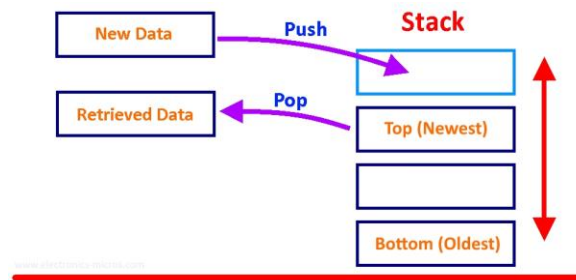 Stack
New Data
Push
Retrieved Data
Pop
Top (Newest)
Bottom (Oldest)